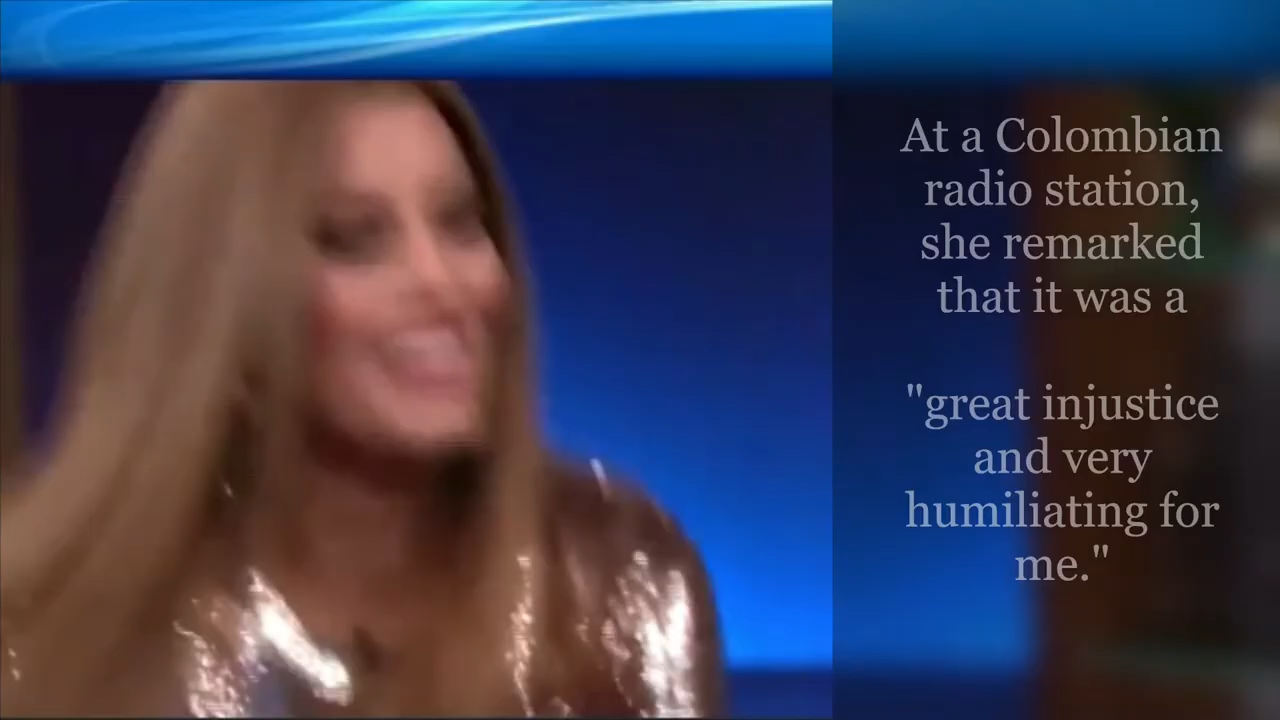 At a Colombian
radio station,
she remarked
that it was a
"great injustice
and very
humiliating for
me."